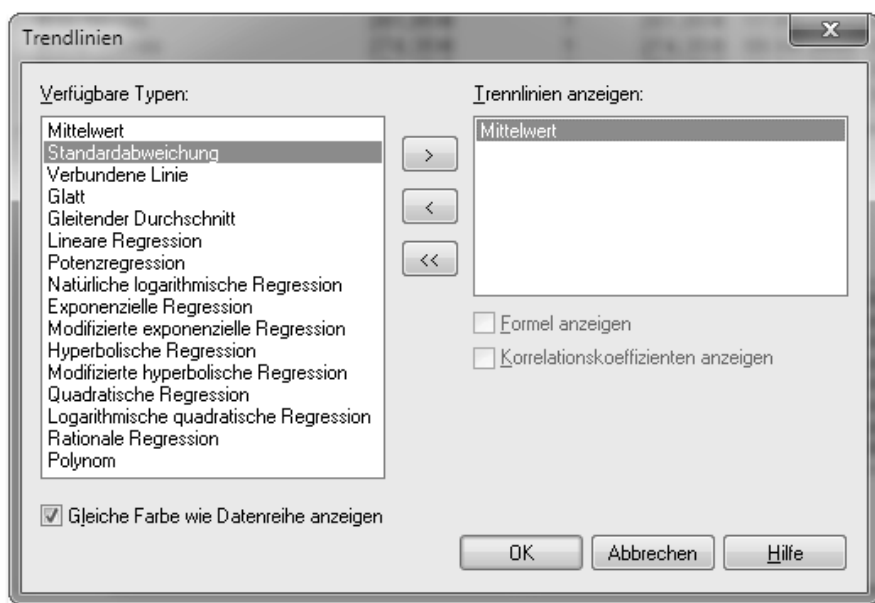 Trendlinien
x
Verfügbare Typen:
Mittelwert
Standardabweichung
Verbundene Linie
Glatt
Gleitender Durchschnitt
Lineare Regression
Potenzregression
Natürliche logarithmische Regression
Exponenzielle Regression
Modifizierte exponenzielle Regression
Hyperbolische Regression
Modifizierte hyperbolische Regression
Quadratische Regression
Logarithmische quadratische Regression
Rationale Regression
Polynom
>
<
<<
Trennlinien anzeigen:
Mittelwert
Formel anzeigen
Korrelationskoeffizienten anzeigen
Gleiche Farbe wie Datenreihe anzeigen
OK
Abbrechen
Hilfe